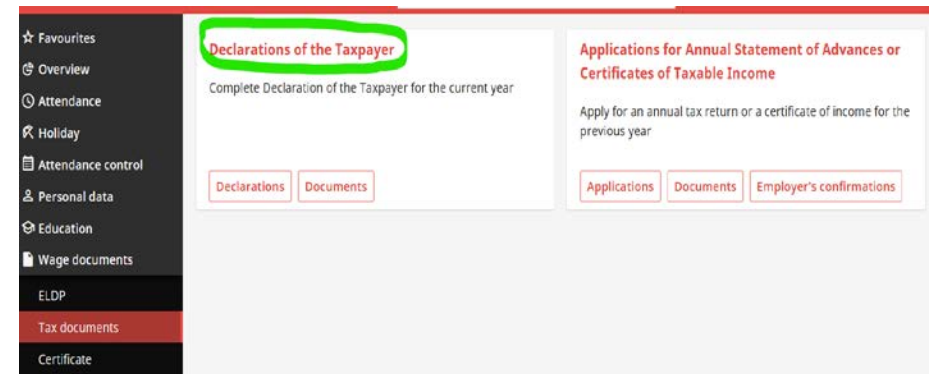 Favourites
Overview
Attendance
Holiday
Attendance control
Personal data
Education
Wage documents
ELDP
Tax documents
Certificate
Declarations of the Taxpayer
Complete Declaration of the Taxpayer for the current year
Declarations
Documents
Applications for Annual Statement of Advances or
Certificates of Taxable Income
Apply for an annual tax return or a certificate of income for the
previous year
Applications
Documents
Employer's confirmations